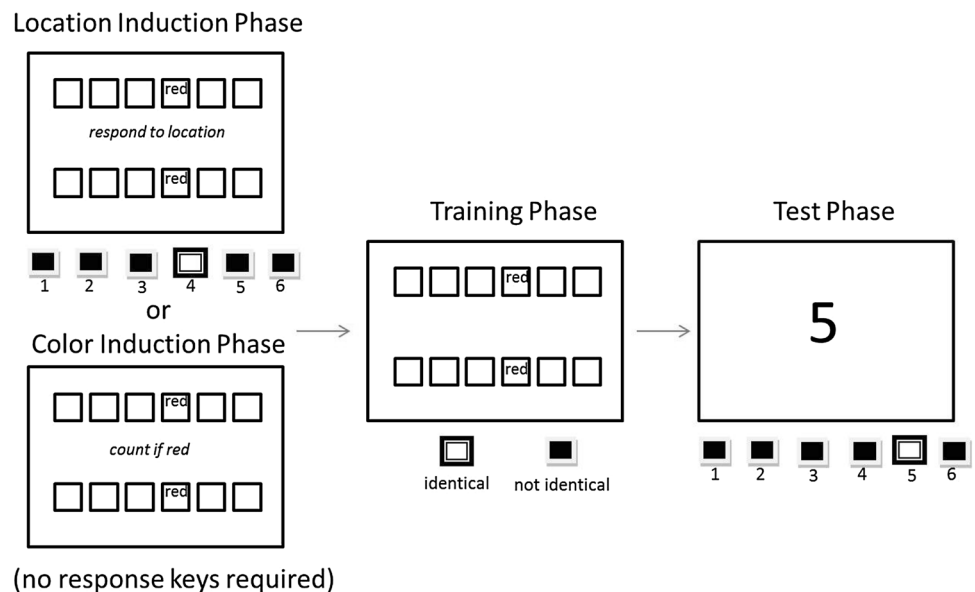 Location Induction Phase
red
respond to location
red
1 2 3 4 5 6
or
Color Induction Phase
red
count if red
red
(no response keys required)
Training Phase
red
red
identical not identical
Test Phase
5
1 2 3 4 5 6